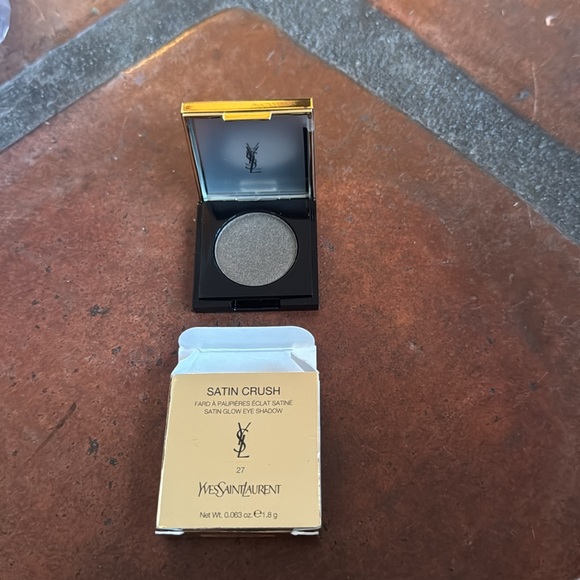 YSL
SATIN CRUSH
FARD À PAUPIÈRES ÉCLAT SATINÉ
SATIN GLOW EYE SHADOW
YSL
27
YVESSAINTLAURENT
Net Wt. 0.063 oz. ℮ 1.8 g